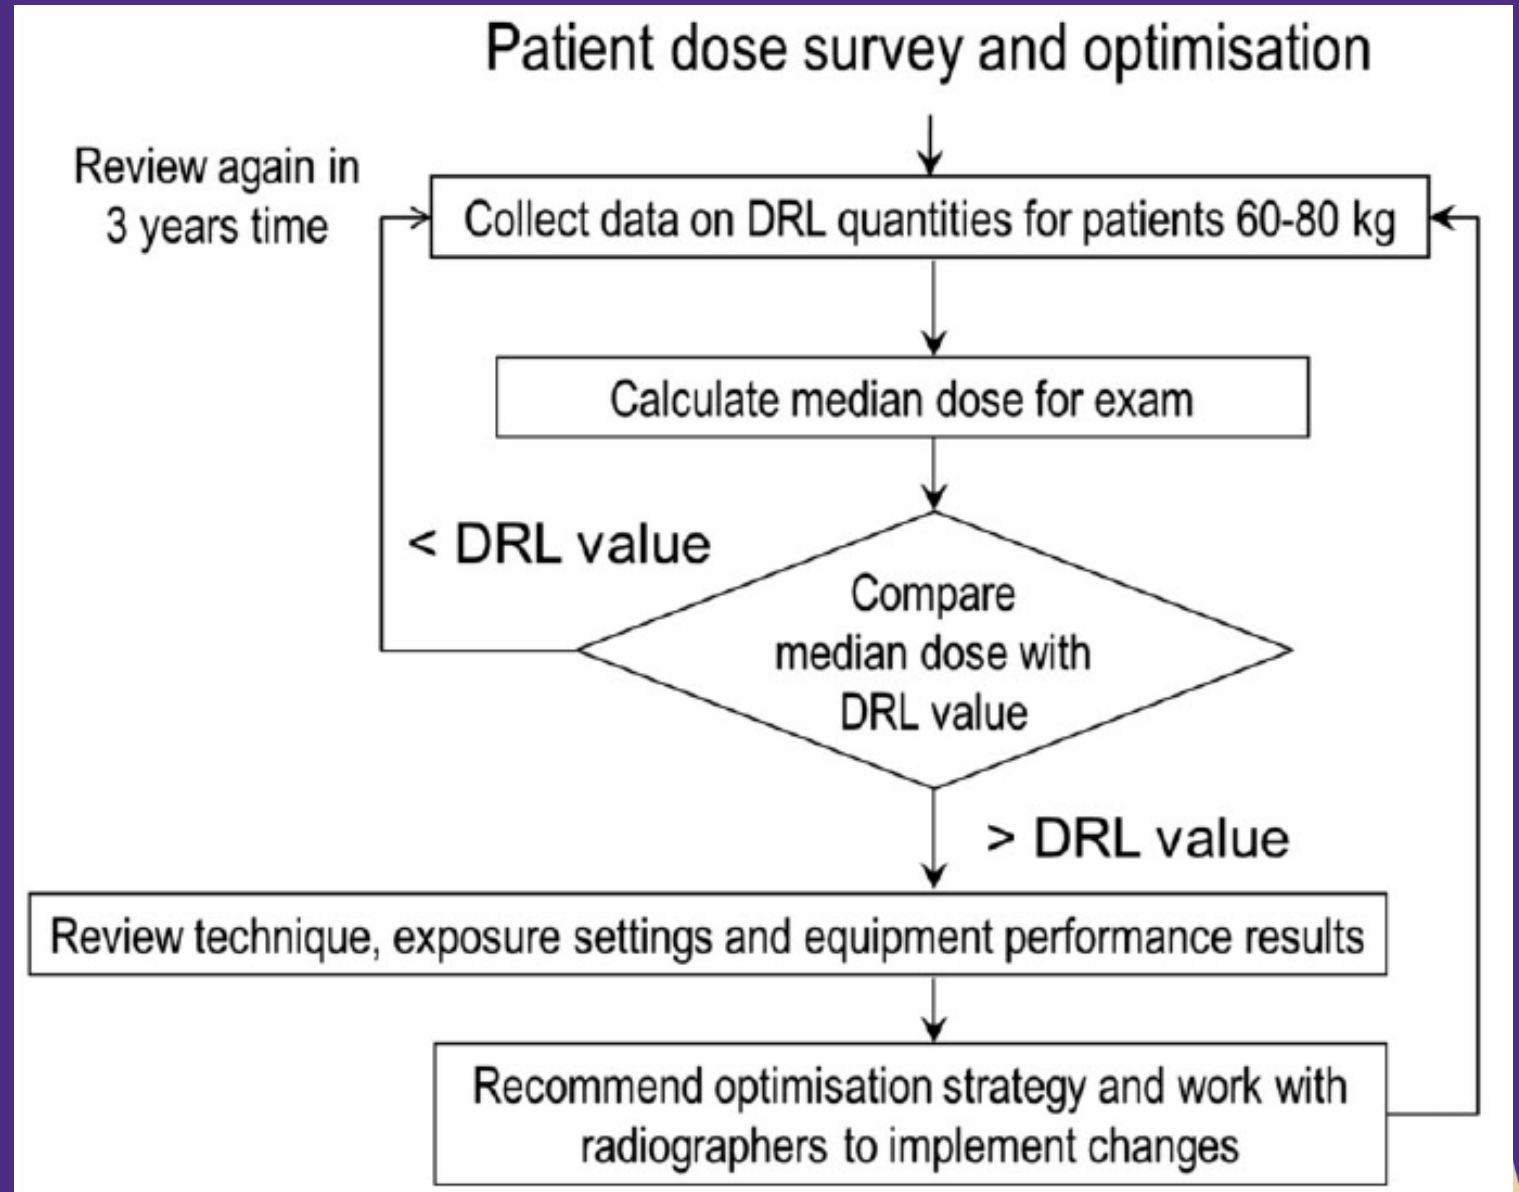 Patient dose survey and optimisation
Review again in
3 years time
Collect data on DRL quantities for patients 60-80 kg
Calculate median dose for exam
< DRL value
Compare
median dose with
DRL value
> DRL value
Review technique, exposure settings and equipment performance results
Recommend optimisation strategy and work with
radiographers to implement changes